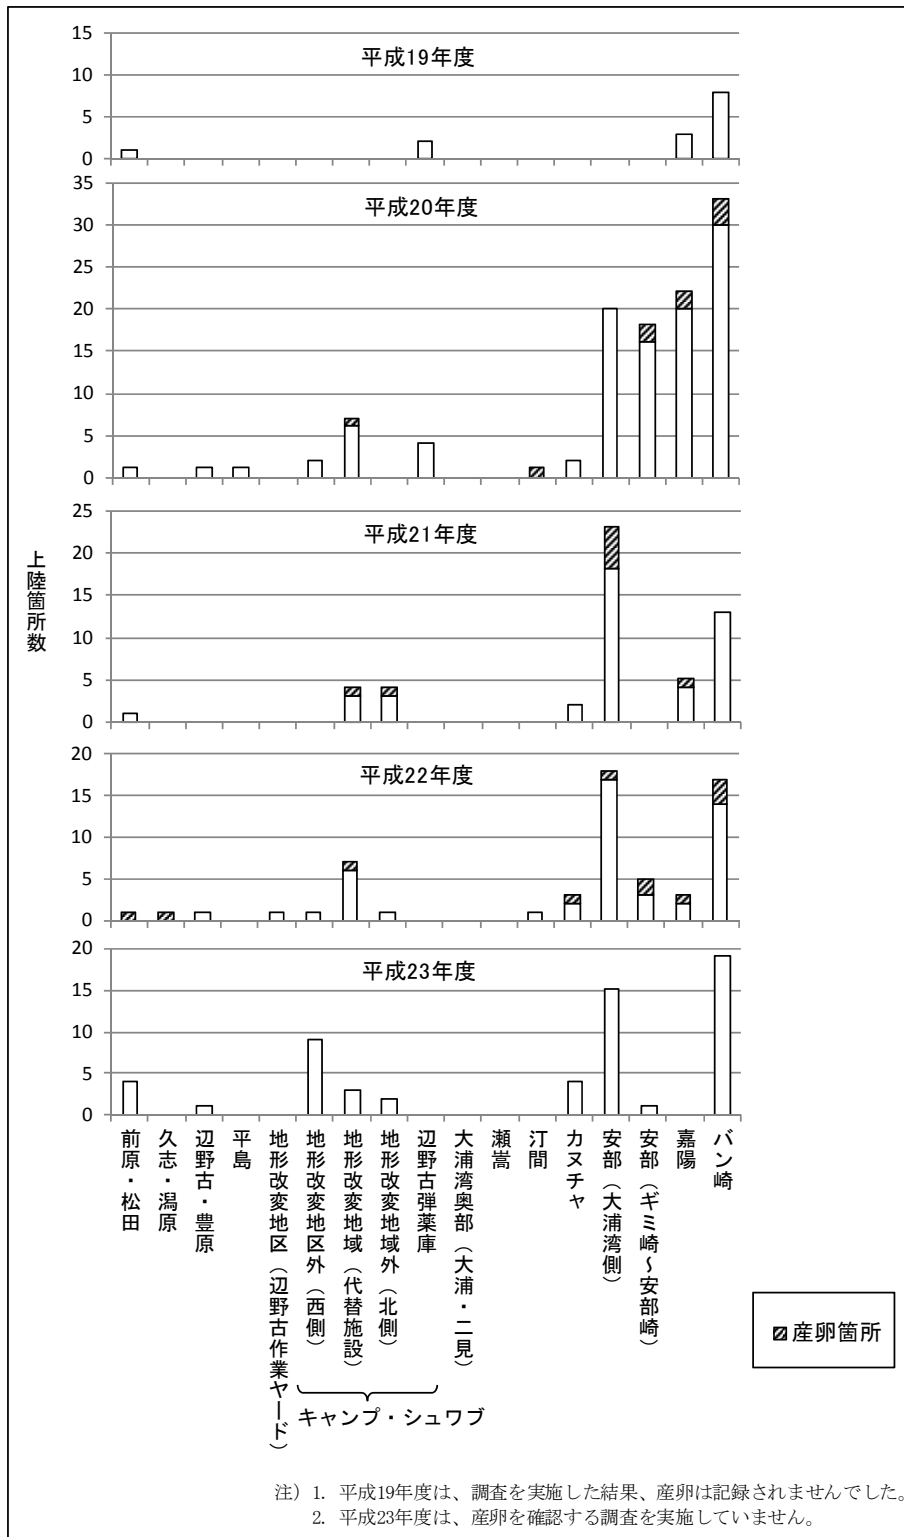 上陸箇所数
平成19年度
15
10
5
0
平成20年度
35
30
25
20
15
10
5
0
平成21年度
25
20
15
10
5
0
平成22年度
20
15
10
5
0
平成23年度
20
15
10
5
0
前原・松田
久志・潟原
辺野古・豊原
平島
地形改変地区（辺野古作業ヤード）
地形改変地区外（西側）
地形改変地域（代替施設）
地形改変地域外（北側）
辺野古弾薬庫
大浦湾奥部（大浦・二見）
瀬嵩
汀間
カヌチャ
安部（大浦湾側）
安部（ギミ崎～安部崎）
嘉陽
バン崎
キャンプ・シュワブ
産卵箇所
注）1. 平成19年度は、調査を実施した結果、産卵は記録されませんでした。
2. 平成23年度は、産卵を確認する調査を実施していません。